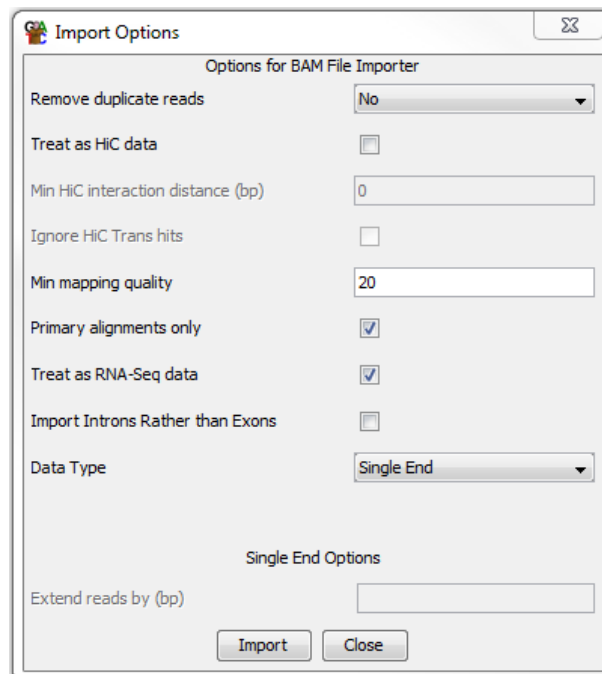 Import Options
Options for BAM File Importer
Remove duplicate reads No
Treat as HiC data
Min HiC interaction distance (bp) 0
Ignore HiC Trans hits
Min mapping quality 20
Primary alignments only
Treat as RNA-Seq data
Import Introns Rather than Exons
Data Type Single End
Single End Options
Extend reads by (bp)
Import Close